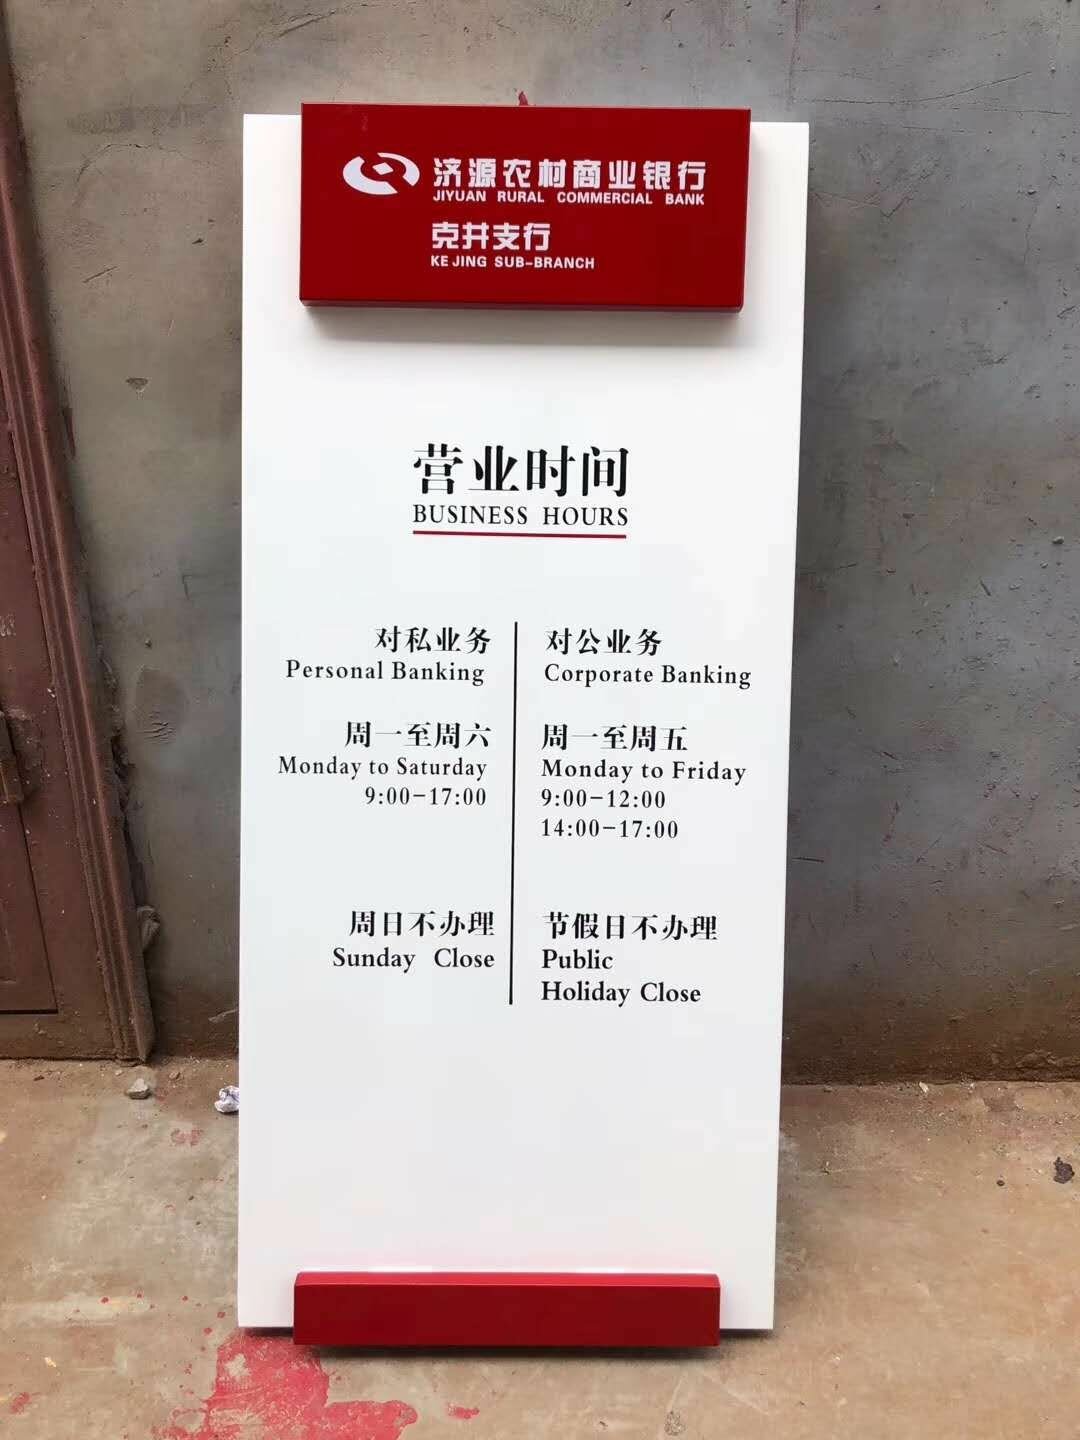 济源农村商业银行
JIYUAN RURAL COMMERCIAL BANK
克井支行
KE JING SUB-BRANCH
营业时间
BUSINESS HOURS
对私业务
Personal Banking
周一至周六
Monday to Saturday
9:00-17:00
周日不办理
Sunday Close
对公业务
Corporate Banking
周一至周五
Monday to Friday
9:00-12:00
14:00-17:00
节假日不办理
Public
Holiday Close